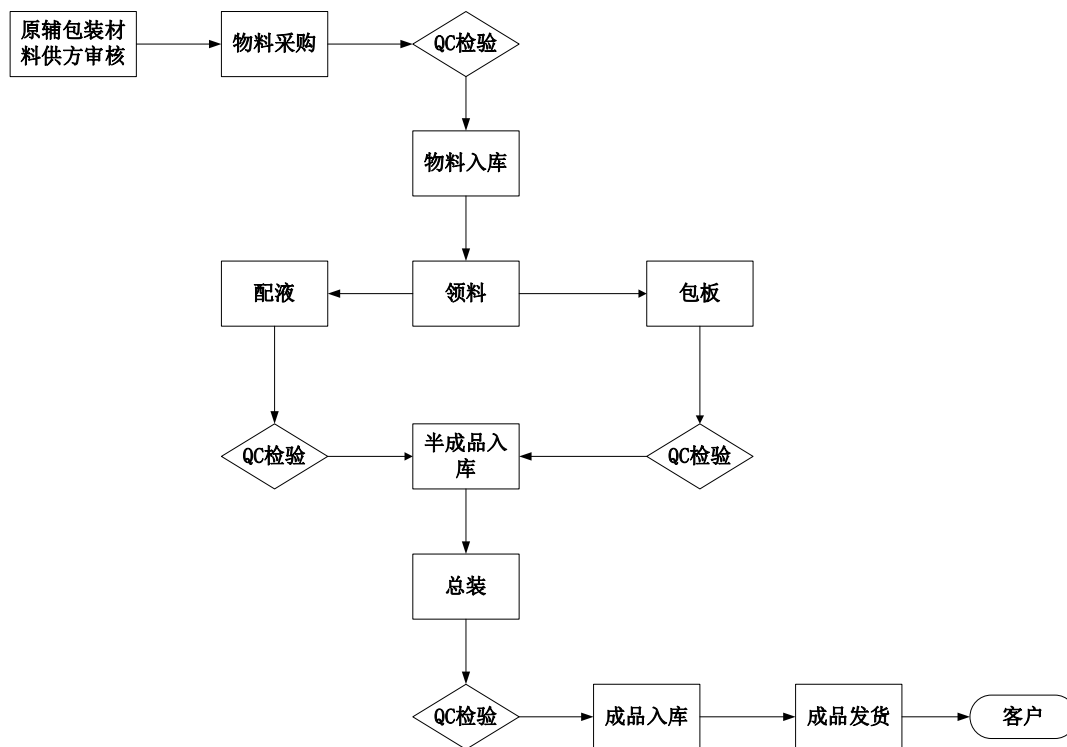 原辅包装材
料供方审核
物料采购
QC检验
物料入库
配液
领料
包板
QC检验
半成品入
库
QC检验
总装
QC检验
成品入库
成品发货
客户